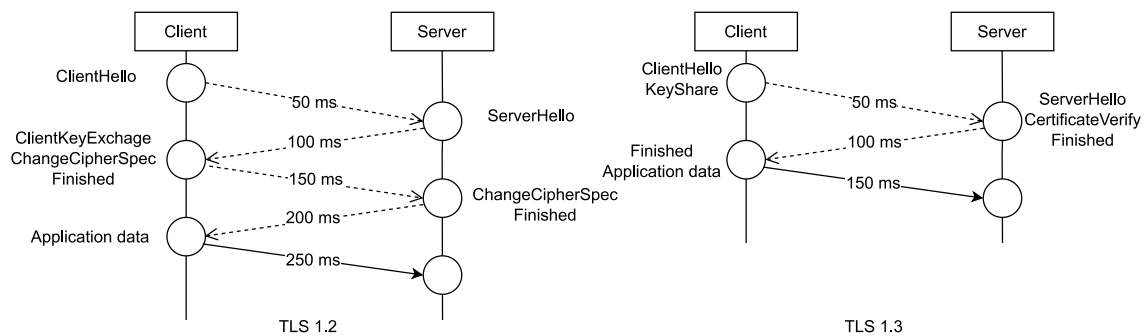 Client
Server
ClientHello
50 ms
ServerHello
100 ms
ClientKeyExchage
ChangeCipherSpec
Finished
150 ms
ChangeCipherSpec
Finished
200 ms
Application data
250 ms
TLS 1.2
Client
Server
ClientHello
KeyShare
50 ms
ServerHello
CertificateVerify
Finished
100 ms
Finished
Application data
150 ms
TLS 1.3